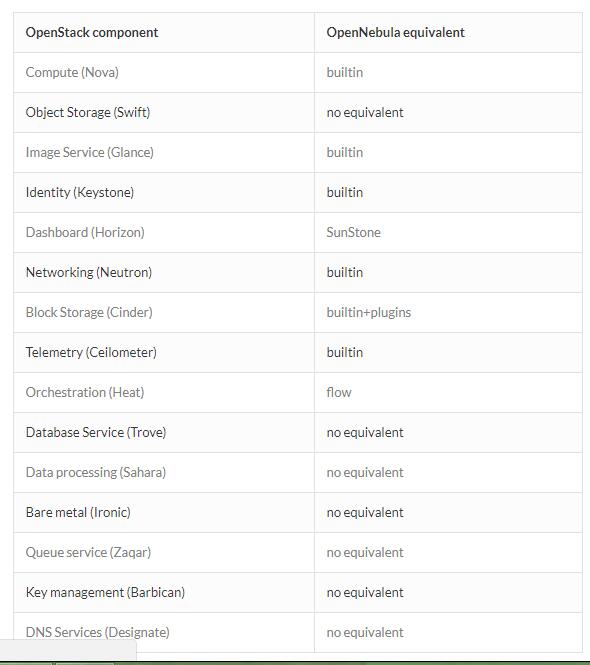 OpenStack component OpenNebula equivalent
Compute (Nova) builtin
Object Storage (Swift) no equivalent
Image Service (Glance) builtin
Identity (Keystone) builtin
Dashboard (Horizon) SunStone
Networking (Neutron) builtin
Block Storage (Cinder) builtin+plugins
Telemetry (Ceilometer) builtin
Orchestration (Heat) flow
Database Service (Trove) no equivalent
Data processing (Sahara) no equivalent
Bare metal (Ironic) no equivalent
Queue service (Zaqar) no equivalent
Key management (Barbican) no equivalent
DNS Services (Designate) no equivalent